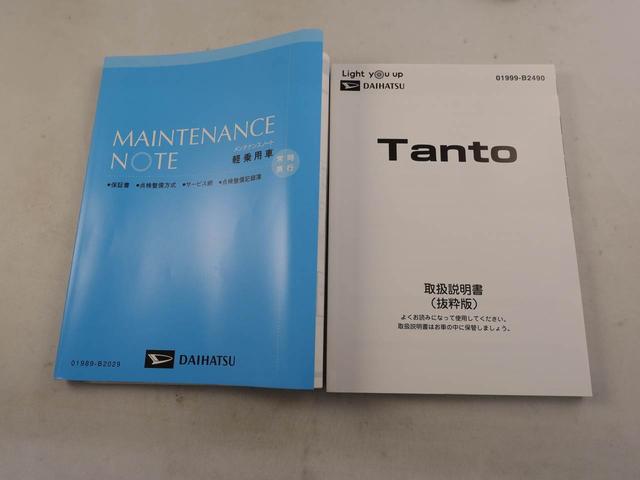 MAINTENANCE
NOTE
メンテナンスノート
軽乗用車
常時
携行
●保証書 ●点検整備方式 ●サービス網 ●点検整備記録簿
DAIHATSU
01989-B2029
Light you up
DAIHATSU
01999-B2490
Tanto
取扱説明書
(抜粋版)
よくお読みになって使用してください。
取扱説明書はお車の中に保管しましょう。